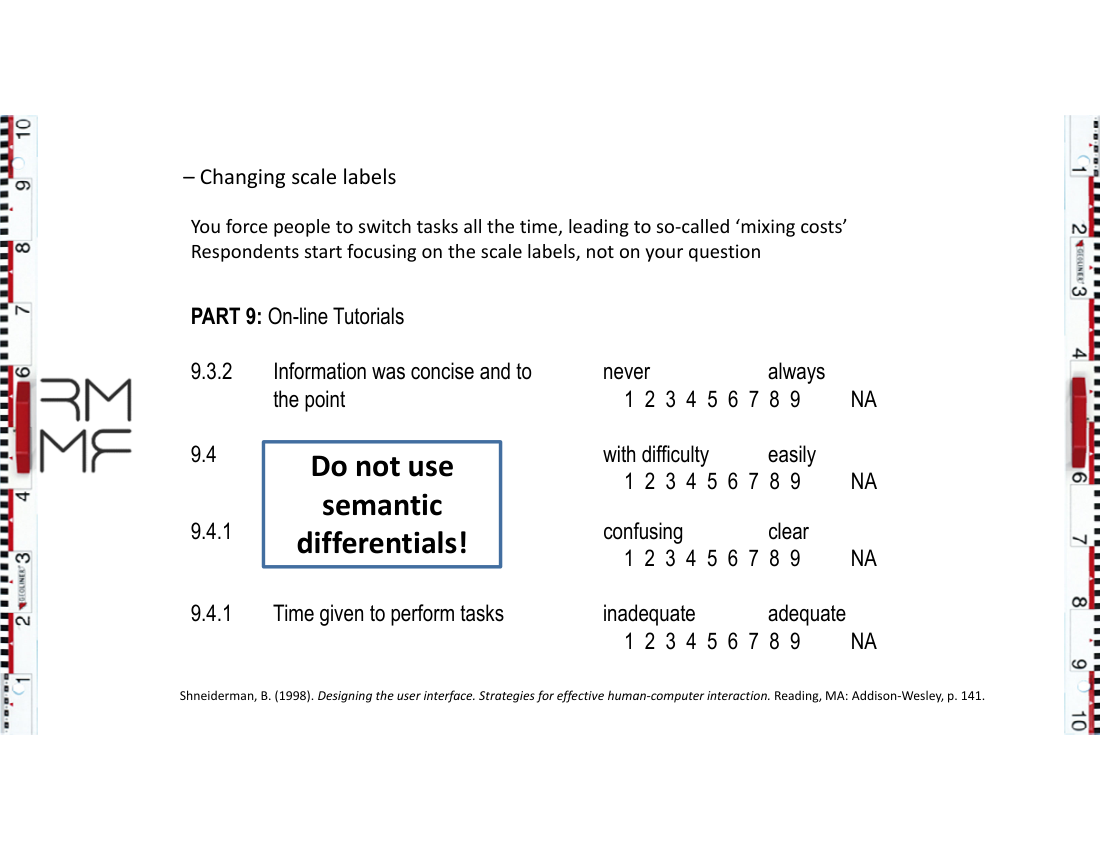 – Changing scale labels
You force people to switch tasks all the time, leading to so-called ‘mixing costs’
Respondents start focusing on the scale labels, not on your question
PART 9: On-line Tutorials
9.3.2 Information was concise and to never always
the point 1 2 3 4 5 6 7 8 9 NA
9.4 with difficulty easily
1 2 3 4 5 6 7 8 9 NA
Do not use
semantic
differentials!
9.4.1 confusing clear
1 2 3 4 5 6 7 8 9 NA
9.4.1 Time given to perform tasks inadequate adequate
1 2 3 4 5 6 7 8 9 NA
Shneiderman, B. (1998). Designing the user interface. Strategies for effective human-computer interaction. Reading, MA: Addison-Wesley, p. 141.
RM
MF
10
9
8
7
6
4
3
GEOLINER
2
1
1
2
GEOLINER
3
4
6
7
8
9
10